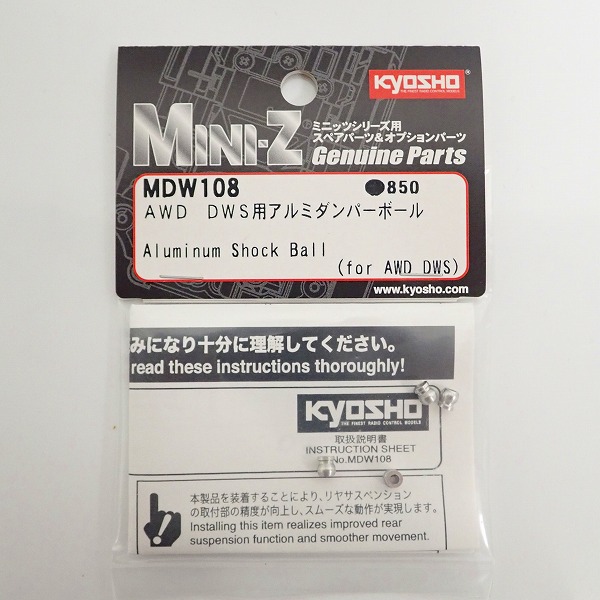 KYOSHO
THE FINEST RADIO CONTROL MODELS
MINI-Z
ミニッツシリーズ用
スペアパーツ&オプションパーツ
Genuine Parts
MDW108 ●850
AWD DWS用アルミダンパーボール
Aluminum Shock Ball
(for AWD DWS)
www.kyosho.com
みになり十分に理解してください。
read these instructions thoroughly!
KYOSHO
THE FINEST RADIO CONTROL MODELS
取扱説明書
INSTRUCTION SHEET
No.MDW108
本製品を装着することにより、リヤサスペンション
の取付部の精度が向上し、スムーズな動作が実現します。
Installing this item realizes improved rear
suspension function and smoother movement.